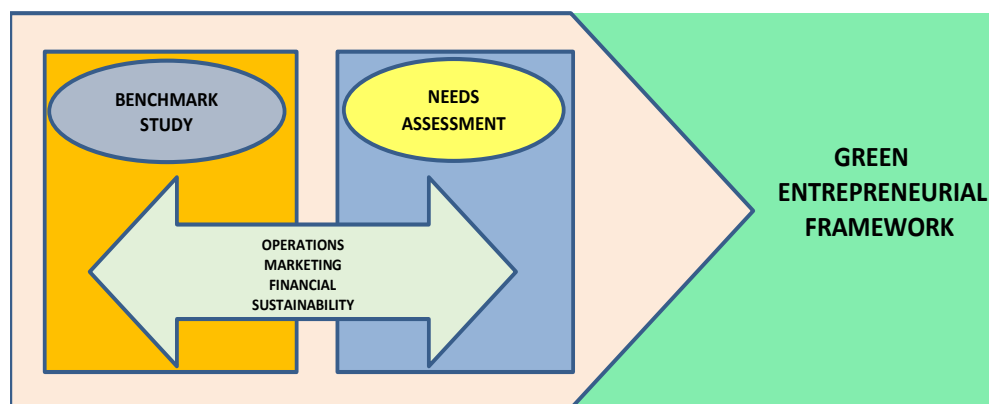 BENCHMARK
STUDY
NEEDS
ASSESSMENT
OPERATIONS
MARKETING
FINANCIAL
SUSTAINABILITY
GREEN
ENTREPRENEURIAL
FRAMEWORK